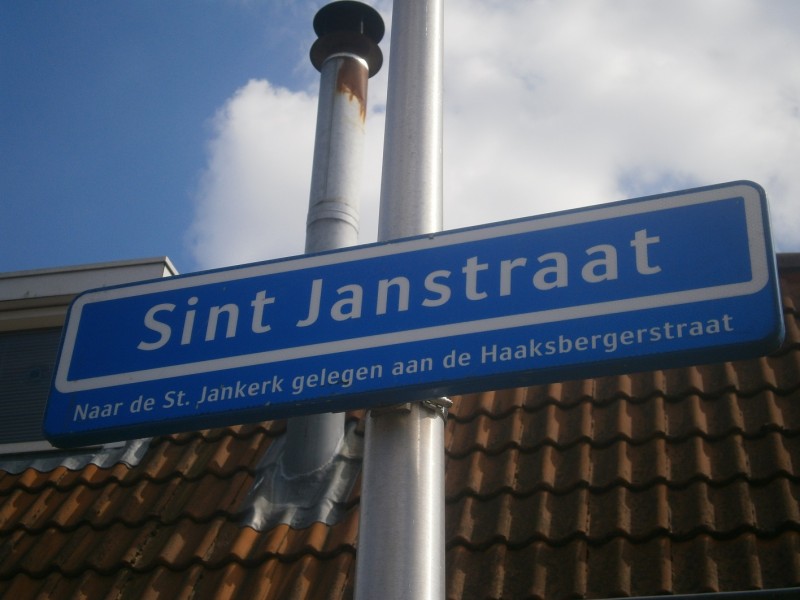 Sint Janstraat
Naar de St. Jankerk gelegen aan de Haaksbergerstraat